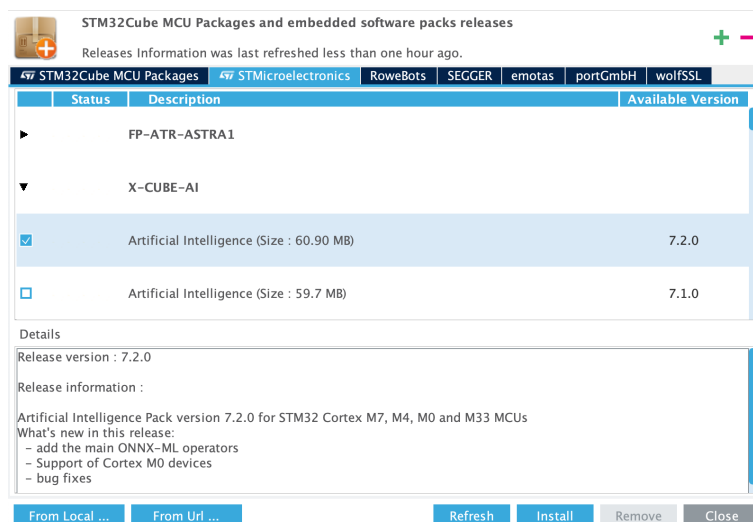 STM32Cube MCU Packages and embedded software packs releases
Releases Information was last refreshed less than one hour ago.
STM32Cube MCU Packages STMicroelectronics RoweBots SEGGER emotas portGmbH wolfSSL
Status Description Available Version
FP-ATR-ASTRA1
X-CUBE-AI
Artificial Intelligence (Size : 60.90 MB) 7.2.0
Artificial Intelligence (Size : 59.7 MB) 7.1.0
Details
Release version : 7.2.0
Release information :
Artificial Intelligence Pack version 7.2.0 for STM32 Cortex M7, M4, M0 and M33 MCUs
What's new in this release:
– add the main ONNX-ML operators
– Support of Cortex M0 devices
– bug fixes
From Local ... From Url ... Refresh Install Remove Close